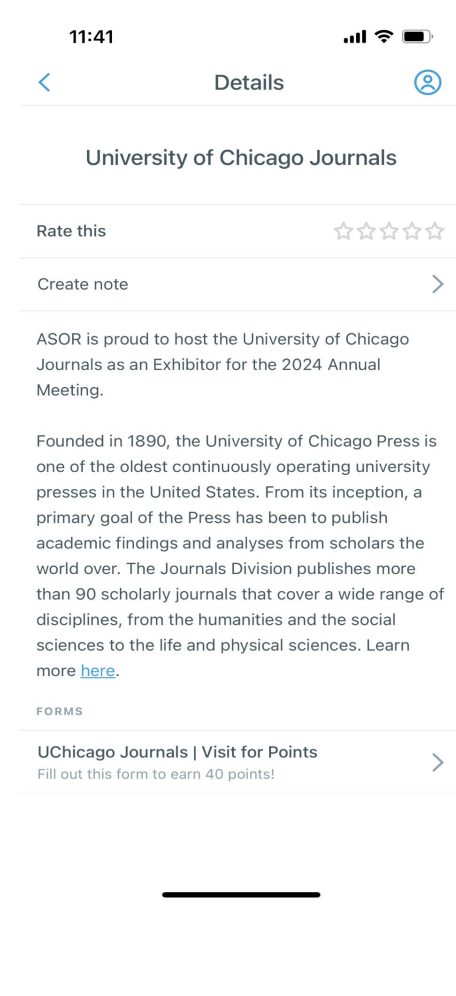 11:41
Details
University of Chicago Journals
Rate this
Create note
ASOR is proud to host the University of Chicago
Journals as an Exhibitor for the 2024 Annual
Meeting.
Founded in 1890, the University of Chicago Press is
one of the oldest continuously operating university
presses in the United States. From its inception, a
primary goal of the Press has been to publish
academic findings and analyses from scholars the
world over. The Journals Division publishes more
than 90 scholarly journals that cover a wide range of
disciplines, from the humanities and the social
sciences to the life and physical sciences. Learn
more here.
FORMS
UChicago Journals | Visit for Points
Fill out this form to earn 40 points!